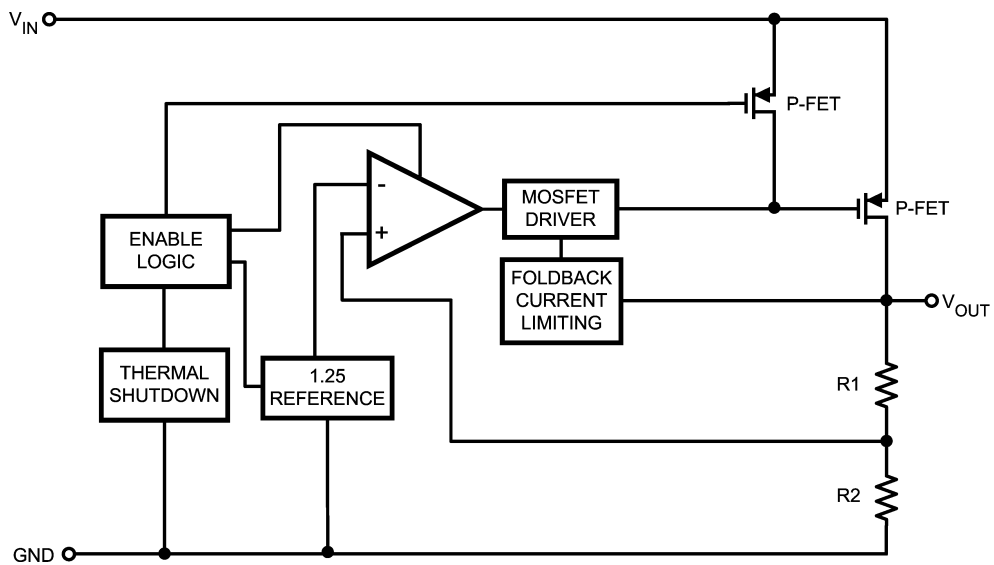 VIN
P-FET
-
+
MOSFET
DRIVER
P-FET
ENABLE
LOGIC
FOLDBACK
CURRENT
LIMITING
VOUT
THERMAL
SHUTDOWN
1.25
REFERENCE
R1
R2
GND